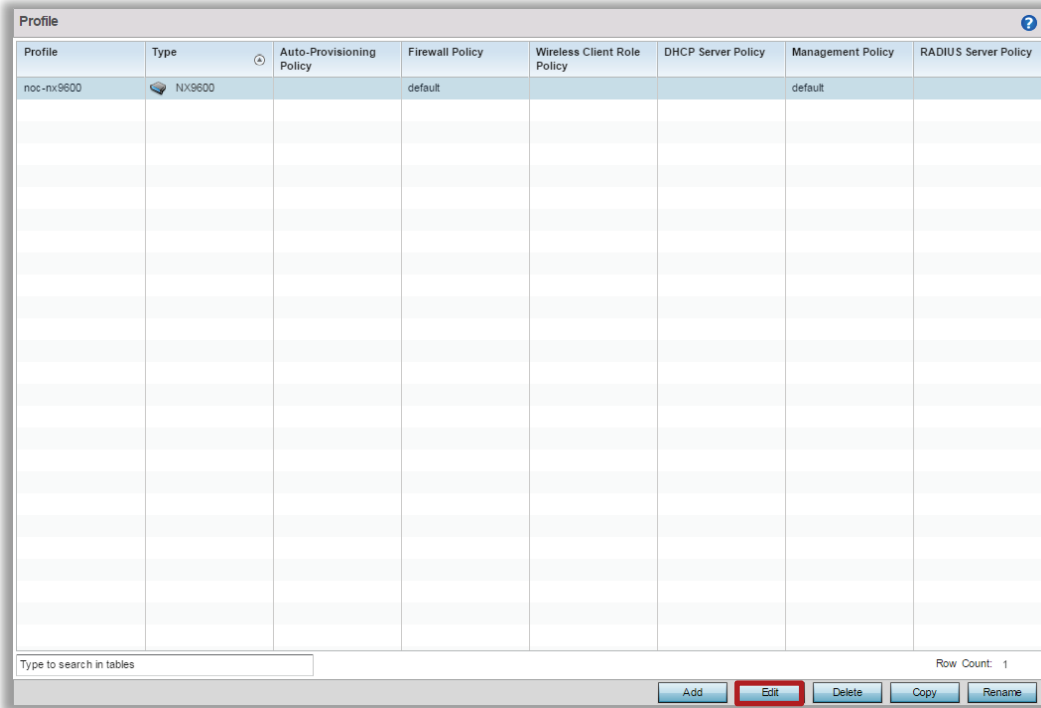 Profile
Profile Type Auto-Provisioning Policy Firewall Policy Wireless Client Role Policy DHCP Server Policy Management Policy RADIUS Server Policy
noc-nx9600 NX9600 default default
Type to search in tables Row Count: 1
Add Edit Delete Copy Rename